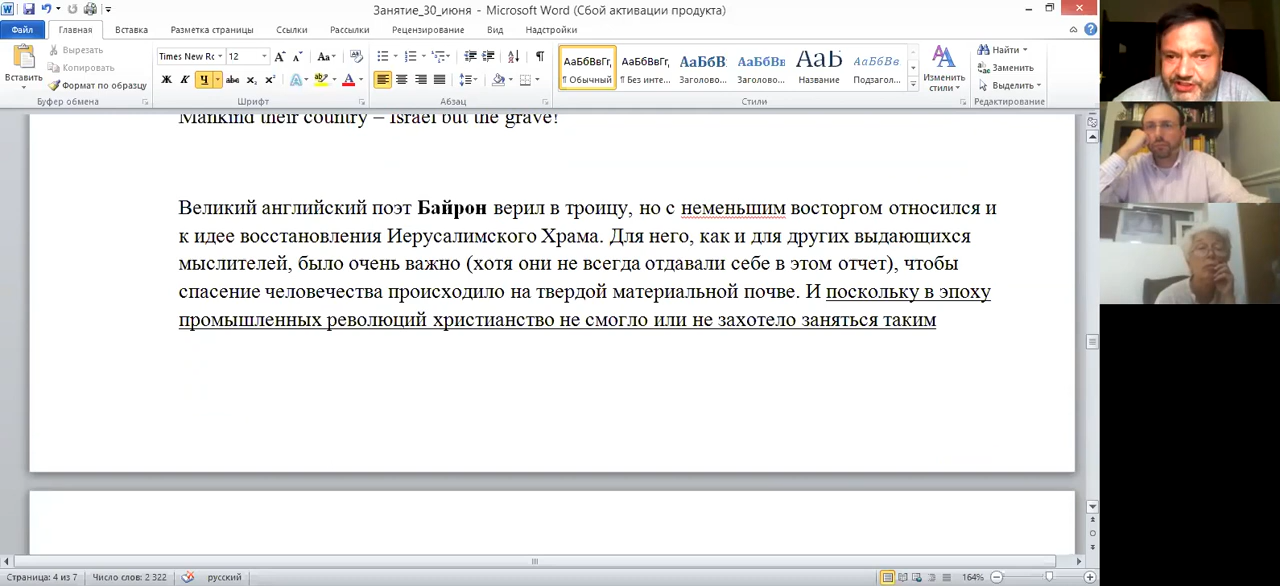 Занятие_30_июня - Microsoft Word (Сбой активации продукта)
Файл Главная Вставка Разметка страницы Ссылки Рассылки Рецензирование Вид Надстройки
Вставить
Вырезать
Копировать
Формат по образцу
Буфер обмена
Times New Rc 12
Ж К Ч abc x₂ x²
Шрифт
Абзац
АаБбВвГг, АаБбВвГг, АаБбВ АаБбВв АаБ АаБбВв
¶ Обычный ¶ Без инте... Заголово... Заголово... Название Подзагол...
Стили
Изменить стили
Найти
Заменить
Выделить
Редактирование
Mankind their country – Israel but the grave!
Великий английский поэт Байрон верил в троицу, но с неменьшим восторгом относился и
к идее восстановления Иерусалимского Храма. Для него, как и для других выдающихся
мыслителей, было очень важно (хотя они не всегда отдавали себе в этом отчет), чтобы
спасение человечества происходило на твердой материальной почве. И поскольку в эпоху
промышленных революций христианство не смогло или не захотело заняться таким
Страница: 4 из 7 Число слов: 2 322 русский 164%